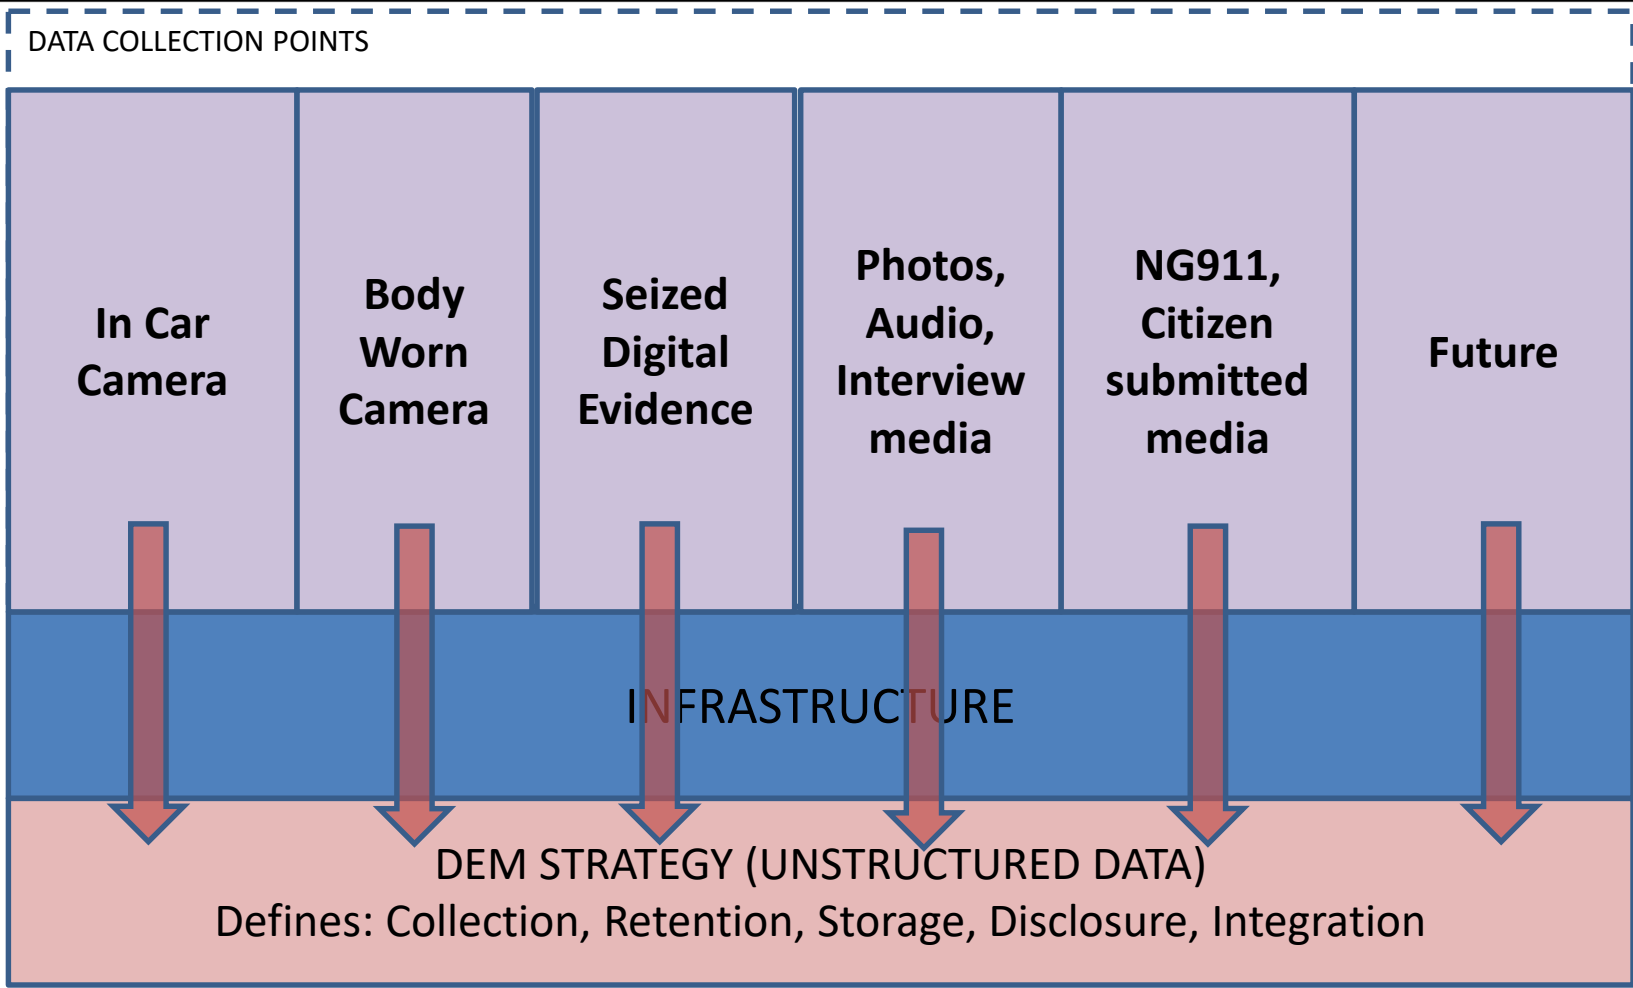 DATA COLLECTION POINTS
In Car
Camera
Body
Worn
Camera
Seized
Digital
Evidence
Photos,
Audio,
Interview
media
NG911,
Citizen
submitted
media
Future
INFRASTRUCTURE
DEM STRATEGY (UNSTRUCTURED DATA)
Defines: Collection, Retention, Storage, Disclosure, Integration